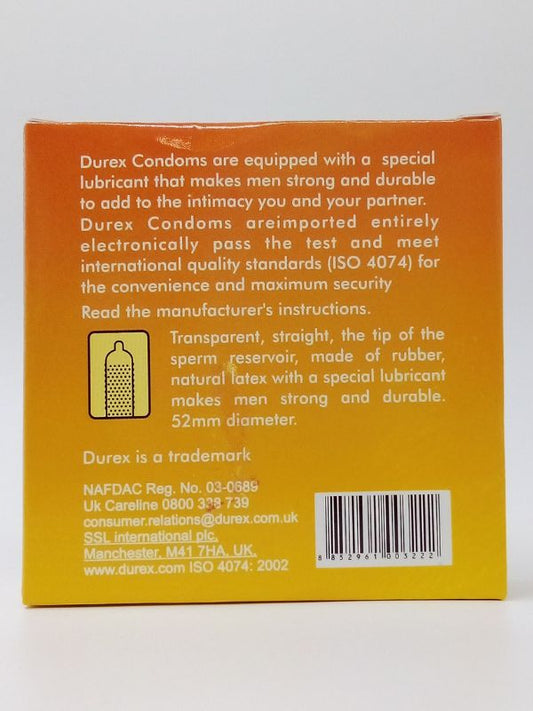 Durex Condoms are equipped with a special
lubricant that makes men strong and durable
to add to the intimacy you and your partner.
Durex Condoms areimported entirely
electronically pass the test and meet
international quality standards (ISO 4074) for
the convenience and maximum security
Read the manufacturer's instructions.
Transparent, straight, the tip of the
sperm reservoir, made of rubber,
natural latex with a special lubricant
makes men strong and durable.
52mm diameter.
Durex is a trademark
NAFDAC Reg. No. 03-0689
Uk Careline 0800 338 739
consumer.relations@durex.com.uk
SSL international plc.
Manchester. M41 7HA, UK.
www.durex.com ISO 4074: 2002
8 852961 003222